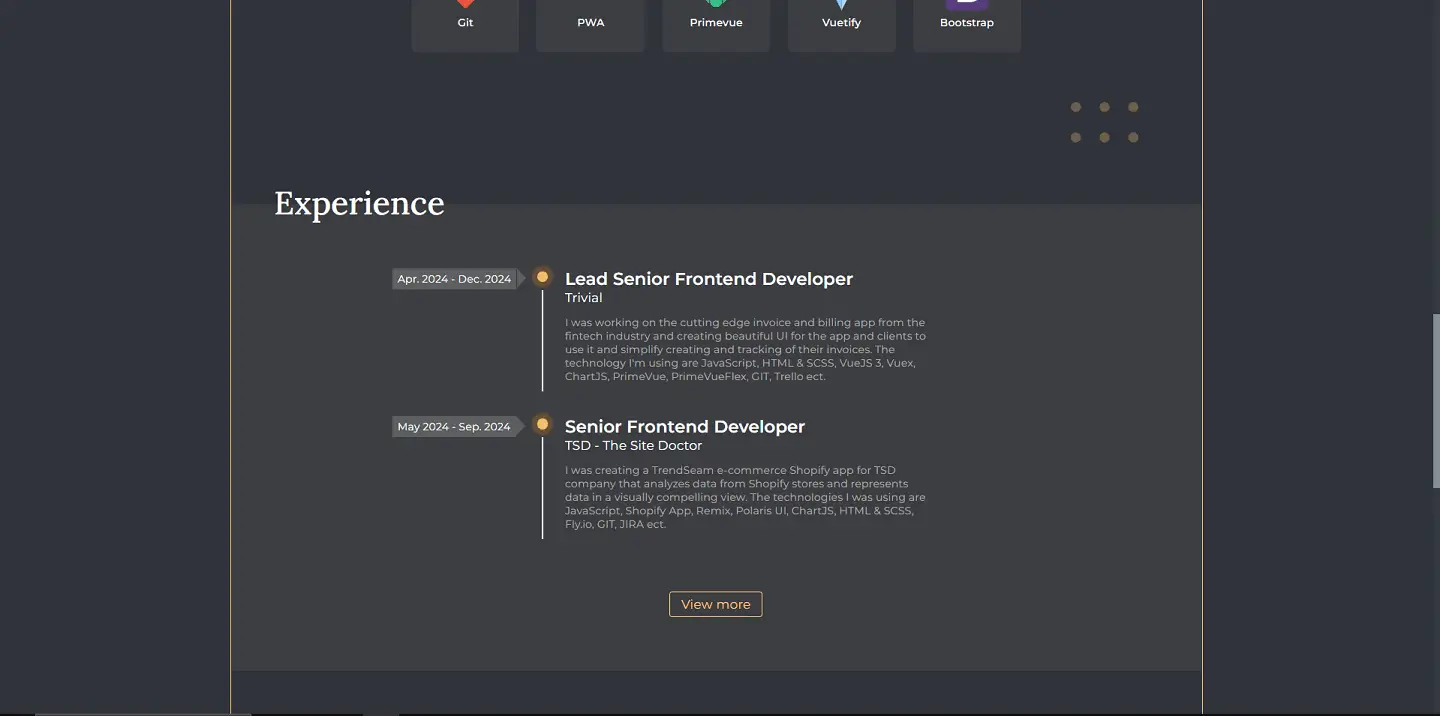 Git
PWA
Primevue
Vuetify
Bootstrap
Experience
Apr. 2024 - Dec. 2024
Lead Senior Frontend Developer
Trivial
I was working on the cutting edge invoice and billing app from the
fintech industry and creating beautiful UI for the app and clients to
use it and simplify creating and tracking of their invoices. The
technology I'm using are JavaScript, HTML & SCSS, VueJS 3, Vuex,
ChartJS, PrimeVue, PrimeVueFlex, GIT, Trello ect.
May 2024 - Sep. 2024
Senior Frontend Developer
TSD - The Site Doctor
I was creating a TrendSeam e-commerce Shopify app for TSD
company that analyzes data from Shopify stores and represents
data in a visually compelling view. The technologies I was using are
JavaScript, Shopify App, Remix, Polaris UI, ChartJS, HTML & SCSS,
Fly.io, GIT, JIRA ect.
View more